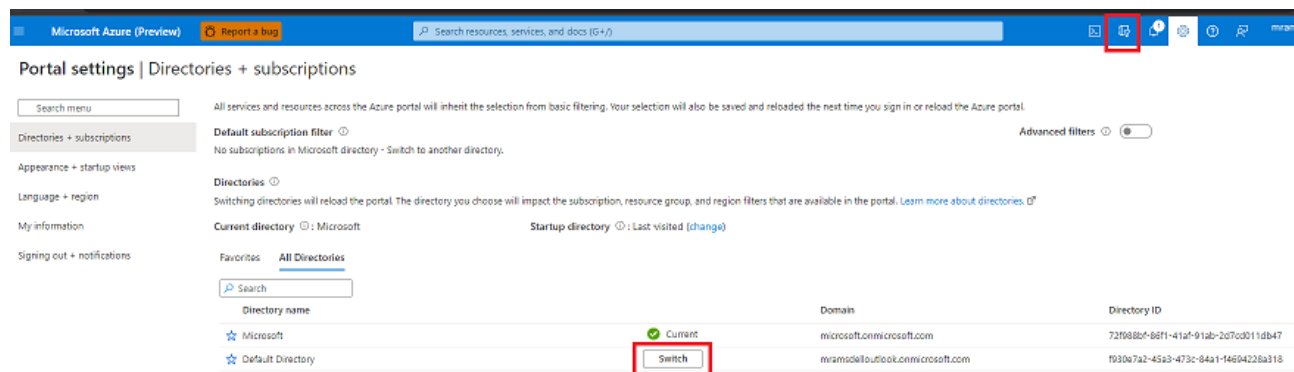 Microsoft Azure (Preview) Report a bug Search resources, services, and docs (G+/) 1
Portal settings | Directories + subscriptions
Search menu
All services and resources across the Azure portal will inherit the selection from basic filtering. Your selection will also be saved and reloaded the next time you sign in or reload the Azure portal.
Directories + subscriptions
Default subscription filter
Advanced filters
No subscriptions in Microsoft directory - Switch to another directory.
Appearance + startup views
Directories
Language + region
Switching directories will reload the portal. The directory you choose will impact the subscription, resource group, and region filters that are available in the portal. Learn more about directories.
My information
Current directory : Microsoft Startup directory : Last visited (change)
Signing out + notifications
Favorites All Directories
Search
Directory name Domain Directory ID
Microsoft Current microsoft.onmicrosoft.com 72f988bf-86f1-41af-91ab-2d7cd011db47
Default Directory Switch mramsdelloutlook.onmicrosoft.com f930e7a2-45a3-473c-84a1-f4694228a318